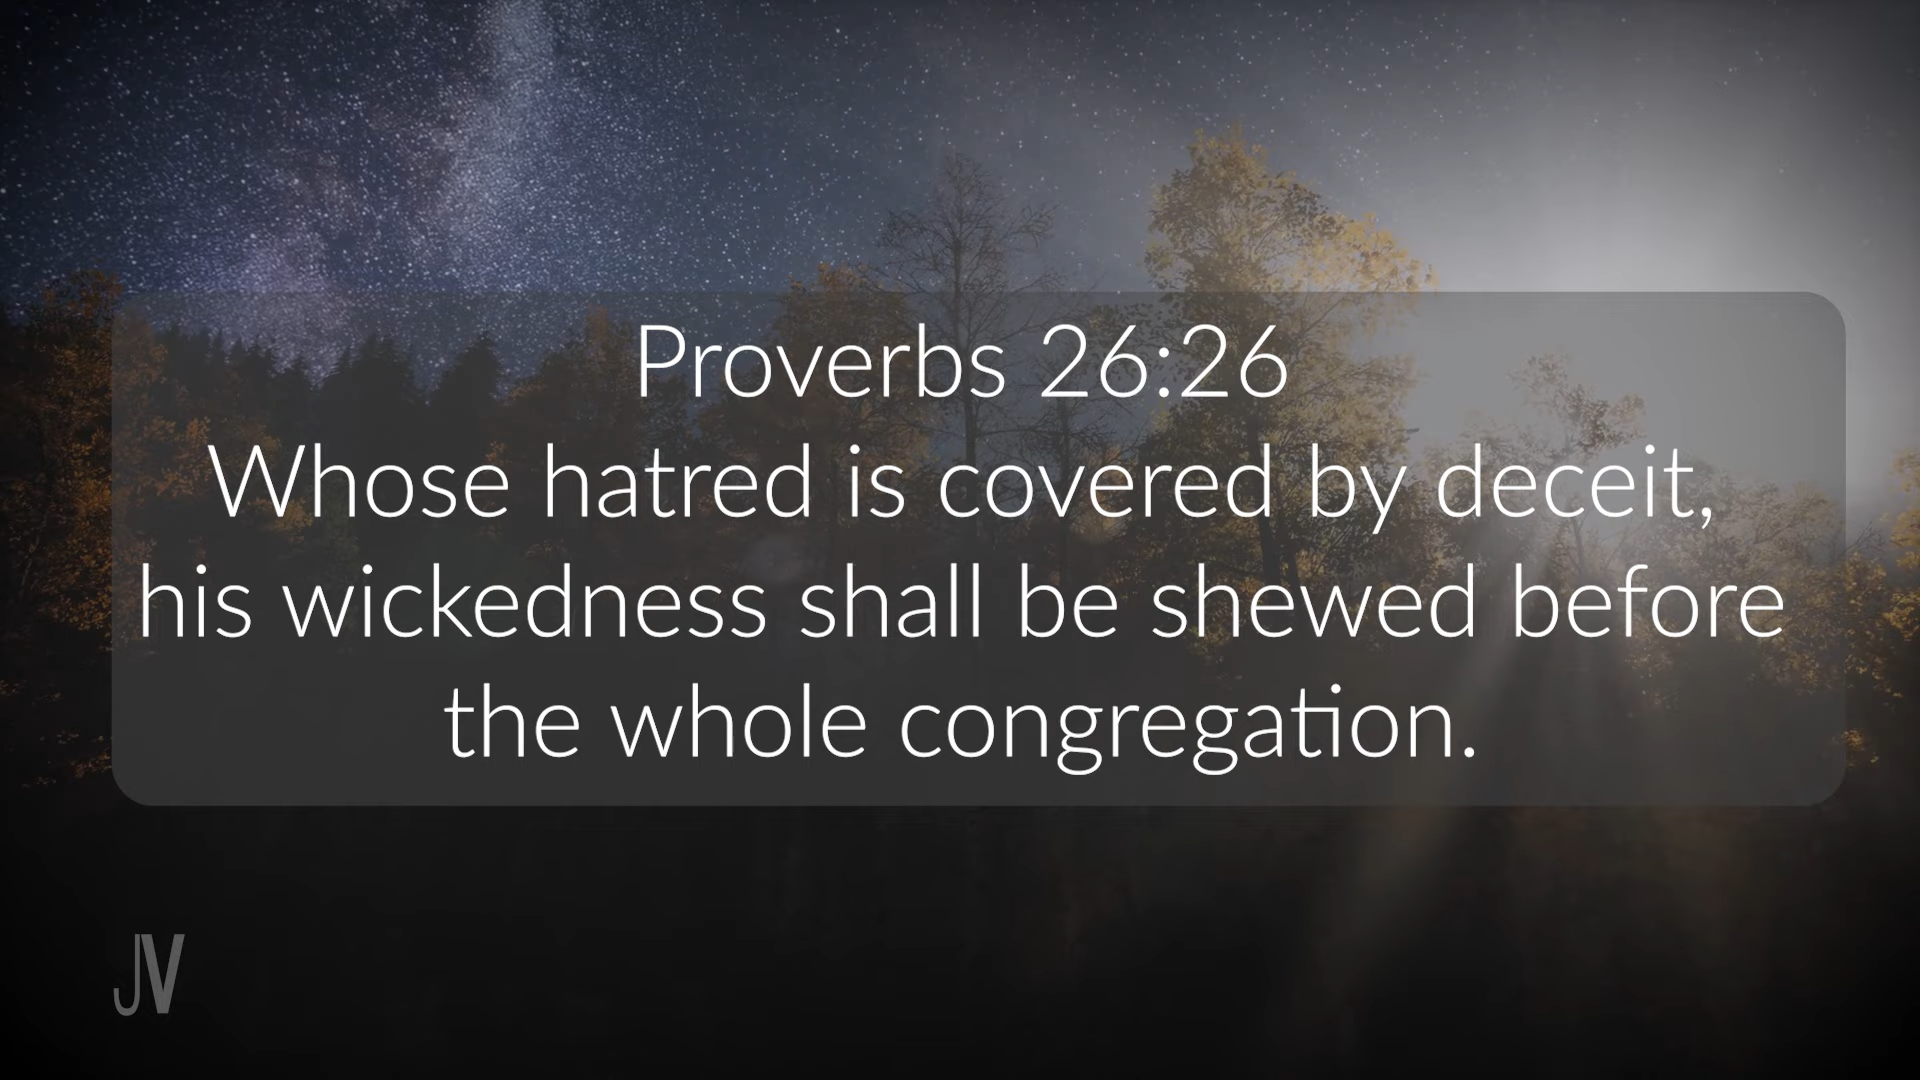 Proverbs 26:26
Whose hatred is covered by deceit,
his wickedness shall be shewed before
the whole congregation.
JV